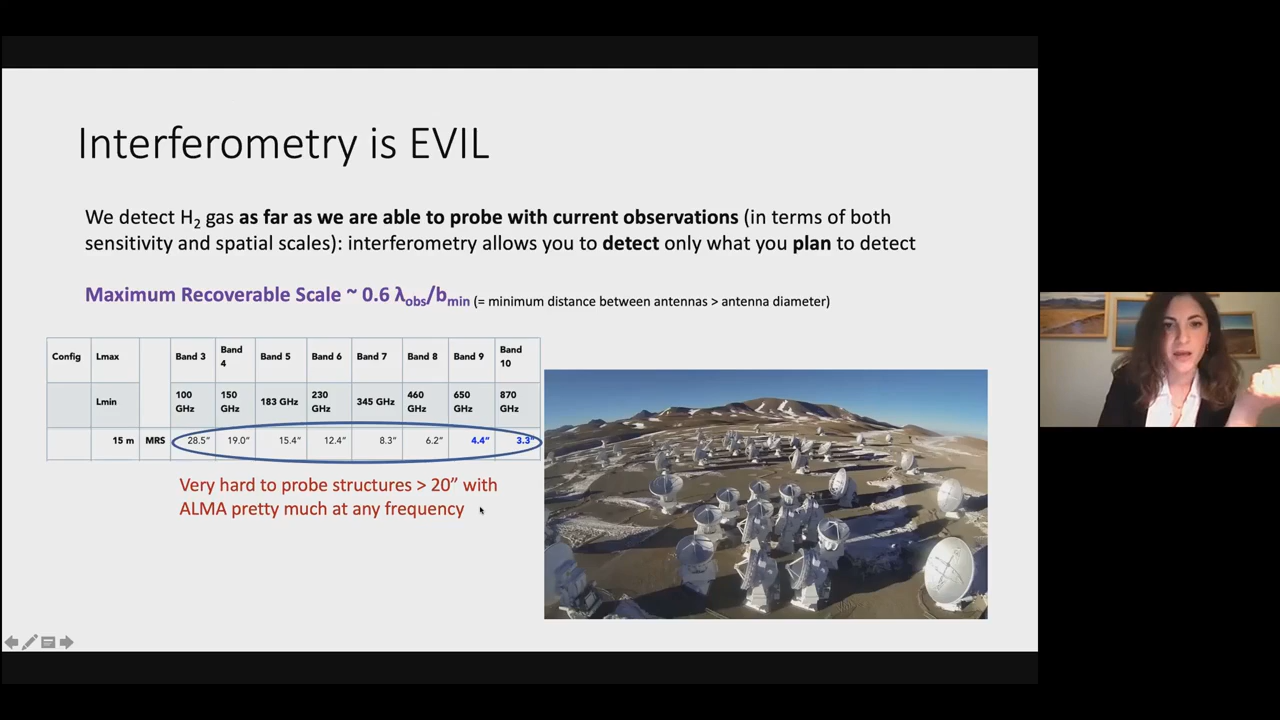 Interferometry is EVIL
We detect H₂ gas as far as we are able to probe with current observations (in terms of both
sensitivity and spatial scales): interferometry allows you to detect only what you plan to detect
Maximum Recoverable Scale ~ 0.6 λobs/bmin (= minimum distance between antennas > antenna diameter)
Config Lmax Band 3 Band 4 Band 5 Band 6 Band 7 Band 8 Band 9 Band 10
Lmin 100 GHz 150 GHz 183 GHz 230 GHz 345 GHz 460 GHz 650 GHz 870 GHz
15 m MRS 28.5" 19.0" 15.4" 12.4" 8.3" 6.2" 4.4" 3.3"
Very hard to probe structures > 20” with
ALMA pretty much at any frequency